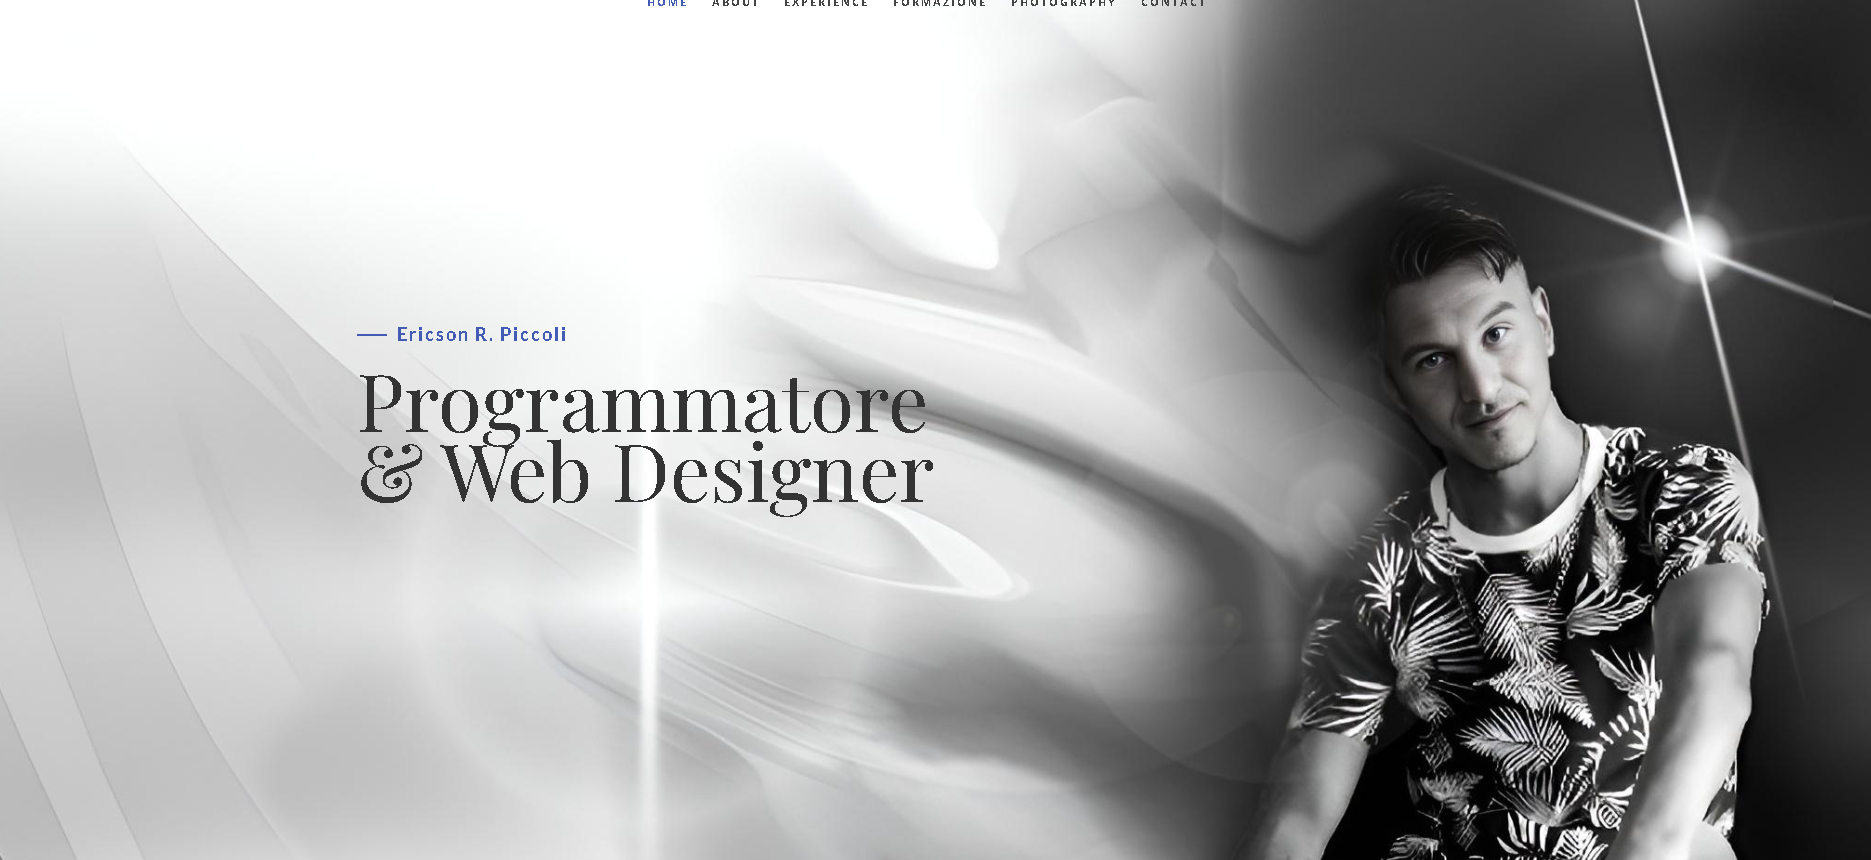 HOME ABOUT EXPERIENCE FORMAZIONE PHOTOGRAPHY CONTACT
Ericson R. Piccoli
Programmatore
& Web Designer